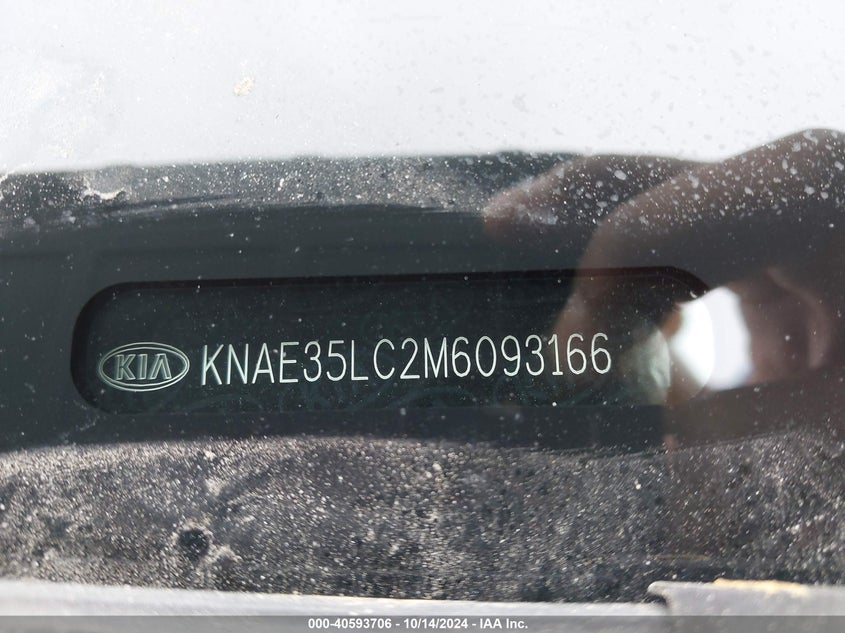 KIA KNAE35LC2M6093166
000-40593706 - 10/14/2024 - IAA Inc.